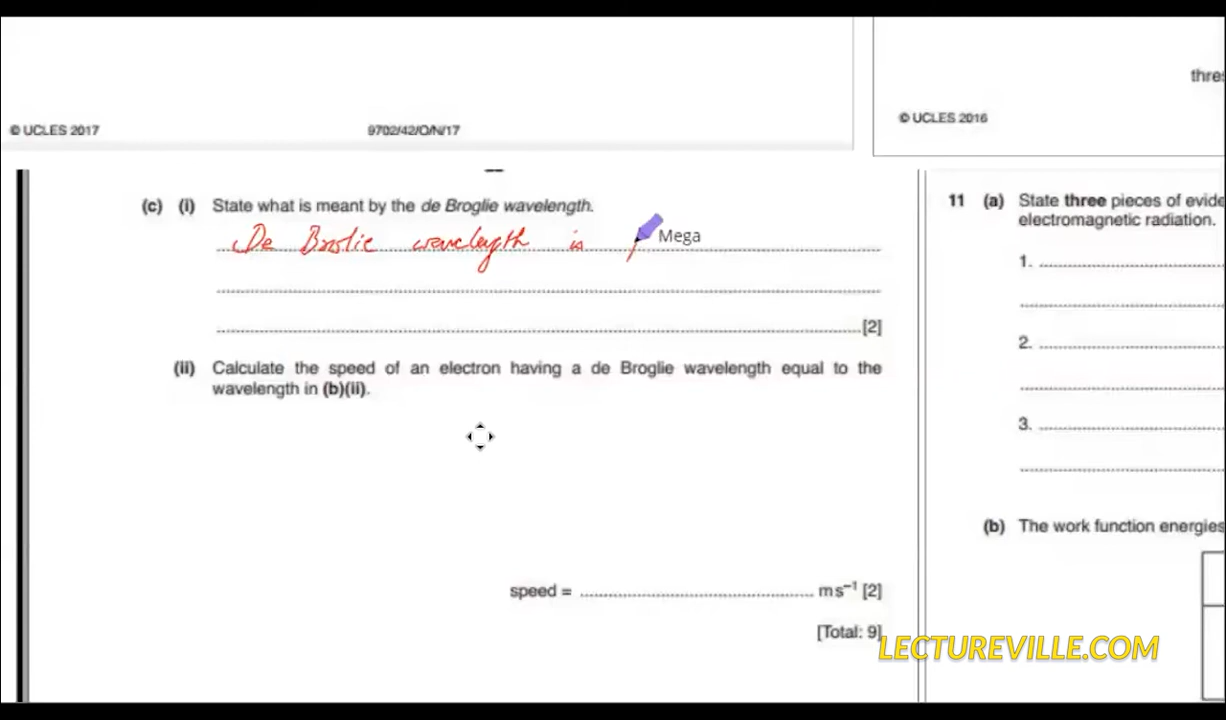 thres
© UCLES 2017 9702/42/O/N/17
© UCLES 2016
(c) (i) State what is meant by the de Broglie wavelength.
De Broglie wavelength is
Mega
[2]
(ii) Calculate the speed of an electron having a de Broglie wavelength equal to the
wavelength in (b)(ii).
speed = ........................................................ m s⁻¹ [2]
[Total: 9]
11 (a) State three pieces of evide
electromagnetic radiation.
1.
2.
3.
(b) The work function energies
LECTUREVILLE.COM